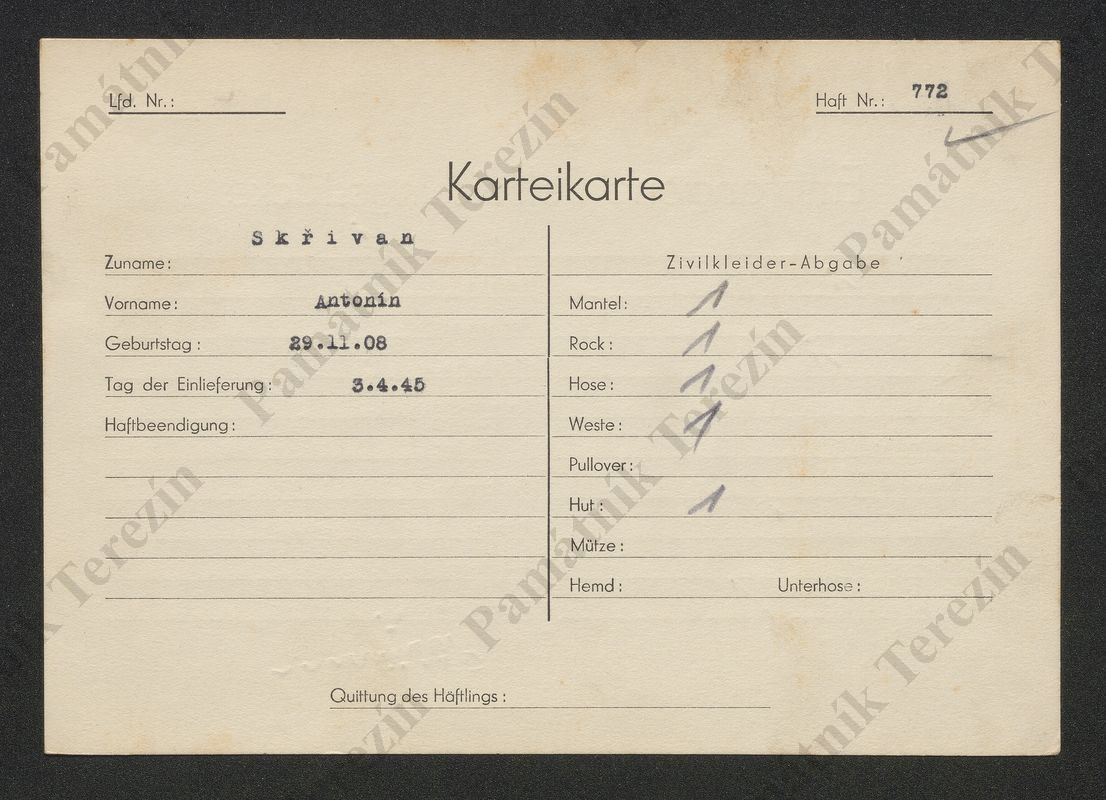 Lfd. Nr.:
Haft Nr.: 772
Karteikarte
Zuname: Skřivan
Vorname: Antonín
Geburtstag: 29.11.08
Tag der Einlieferung: 3.4.45
Haftbeendigung:
Zivilkleider-Abgabe
Mantel: 1
Rock: 1
Hose: 1
Weste: 1
Pullover:
Hut: 1
Mütze:
Hemd: Unterhose:
Quittung des Häftlings:
Památník Terezín